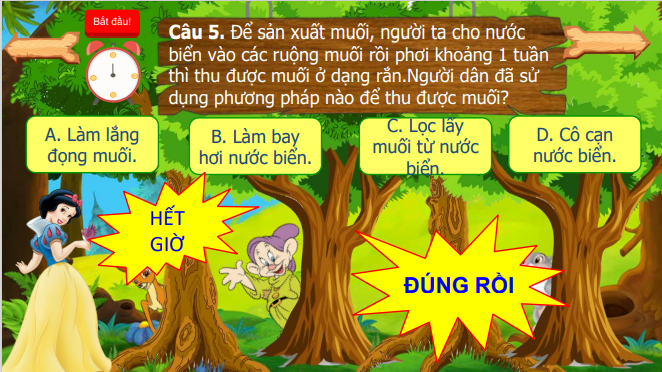 Bắt đầu!
Câu 5. Để sản xuất muối, người ta cho nước
biển vào các ruộng muối rồi phơi khoảng 1 tuần
thì thu được muối ở dạng rắn.Người dân đã sử
dụng phương pháp nào để thu được muối?
A. Làm lắng
đọng muối.
B. Làm bay
hơi nước biển.
C. Lọc lấy
muối từ nước
biển.
D. Cô cạn
nước biển.
HẾT
GIỜ
ĐÚNG RỒI